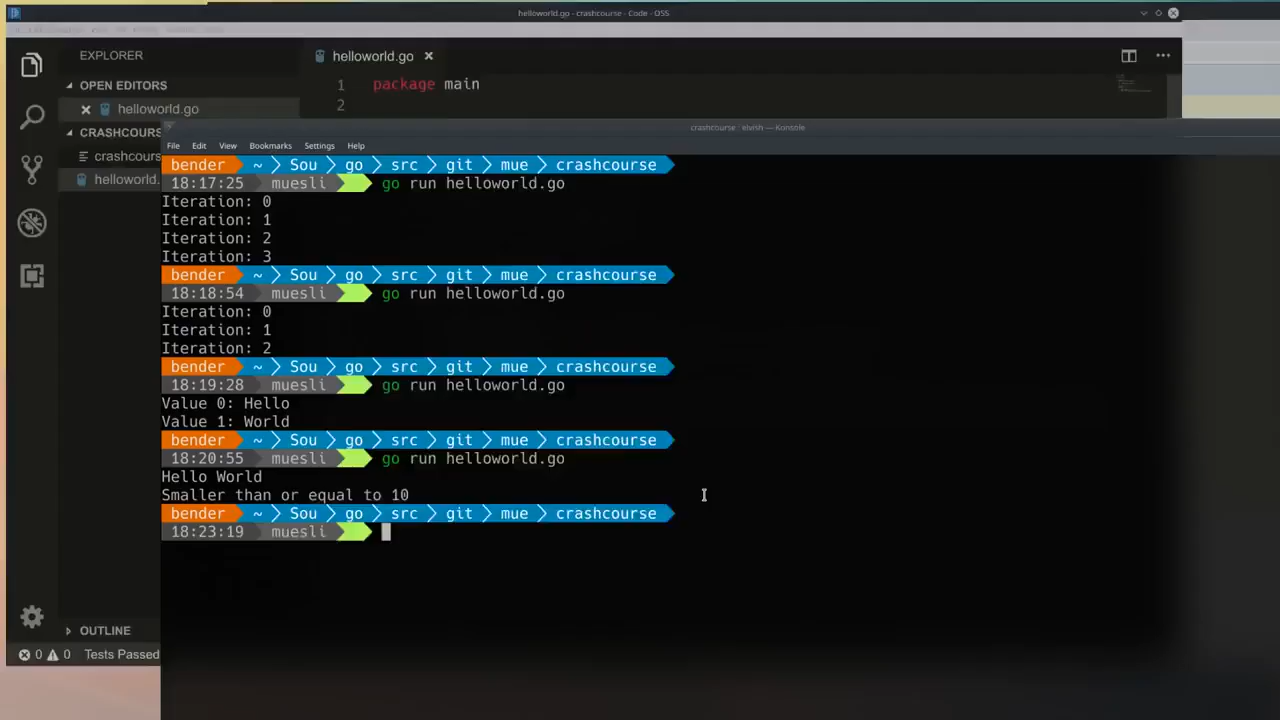 helloworld.go - crashcourse - Code - OSS
EXPLORER
helloworld.go
OPEN EDITORS
1 package main
helloworld.go
2
CRASHCOURS
crashcourse : elvish — Konsole
File Edit View Bookmarks Settings Help
crashcours
helloworld.
bender ~ Sou go src git mue crashcourse
18:17:25 muesli go run helloworld.go
Iteration: 0
Iteration: 1
Iteration: 2
Iteration: 3
bender ~ Sou go src git mue crashcourse
18:18:54 muesli go run helloworld.go
Iteration: 0
Iteration: 1
Iteration: 2
bender ~ Sou go src git mue crashcourse
18:19:28 muesli go run helloworld.go
Value 0: Hello
Value 1: World
bender ~ Sou go src git mue crashcourse
18:20:55 muesli go run helloworld.go
Hello World
Smaller than or equal to 10
bender ~ Sou go src git mue crashcourse
18:23:19 muesli
OUTLINE
0 0 Tests Passed